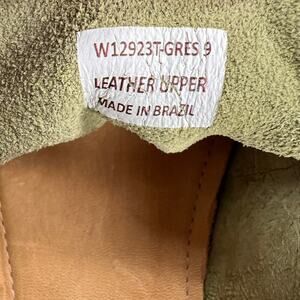 W12923T-GRES 9
LEATHER UPPER
MADE IN BRAZIL